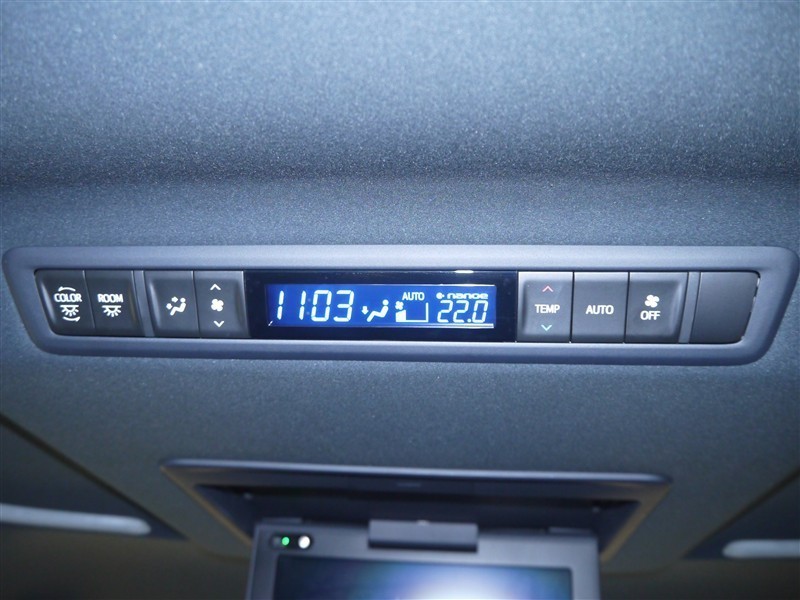 COLOR
ROOM
11:03
AUTO
nanoe
22.0
TEMP
AUTO
OFF